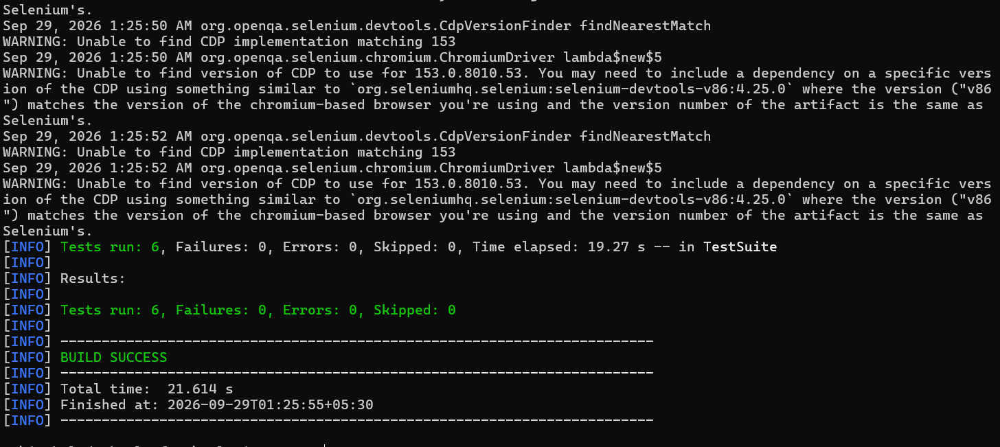 Selenium's.
Sep 29, 2026 1:25:50 AM org.openqa.selenium.devtools.CdpVersionFinder findNearestMatch
WARNING: Unable to find CDP implementation matching 153
Sep 29, 2026 1:25:50 AM org.openqa.selenium.chromium.ChromiumDriver lambda$new$5
WARNING: Unable to find version of CDP to use for 153.0.8010.53. You may need to include a dependency on a specific vers
ion of the CDP using something similar to `org.seleniumhq.selenium:selenium-devtools-v86:4.25.0` where the version ("v86
") matches the version of the chromium-based browser you're using and the version number of the artifact is the same as
Selenium's.
Sep 29, 2026 1:25:52 AM org.openqa.selenium.devtools.CdpVersionFinder findNearestMatch
WARNING: Unable to find CDP implementation matching 153
Sep 29, 2026 1:25:52 AM org.openqa.selenium.chromium.ChromiumDriver lambda$new$5
WARNING: Unable to find version of CDP to use for 153.0.8010.53. You may need to include a dependency on a specific vers
ion of the CDP using something similar to `org.seleniumhq.selenium:selenium-devtools-v86:4.25.0` where the version ("v86
") matches the version of the chromium-based browser you're using and the version number of the artifact is the same as
Selenium's.
[INFO] Tests run: 6, Failures: 0, Errors: 0, Skipped: 0, Time elapsed: 19.27 s -- in TestSuite
[INFO]
[INFO] Results:
[INFO]
[INFO] Tests run: 6, Failures: 0, Errors: 0, Skipped: 0
[INFO]
[INFO] ------------------------------------------------------------------------
[INFO] BUILD SUCCESS
[INFO] ------------------------------------------------------------------------
[INFO] Total time:  21.614 s
[INFO] Finished at: 2026-09-29T01:25:55+05:30
[INFO] ------------------------------------------------------------------------